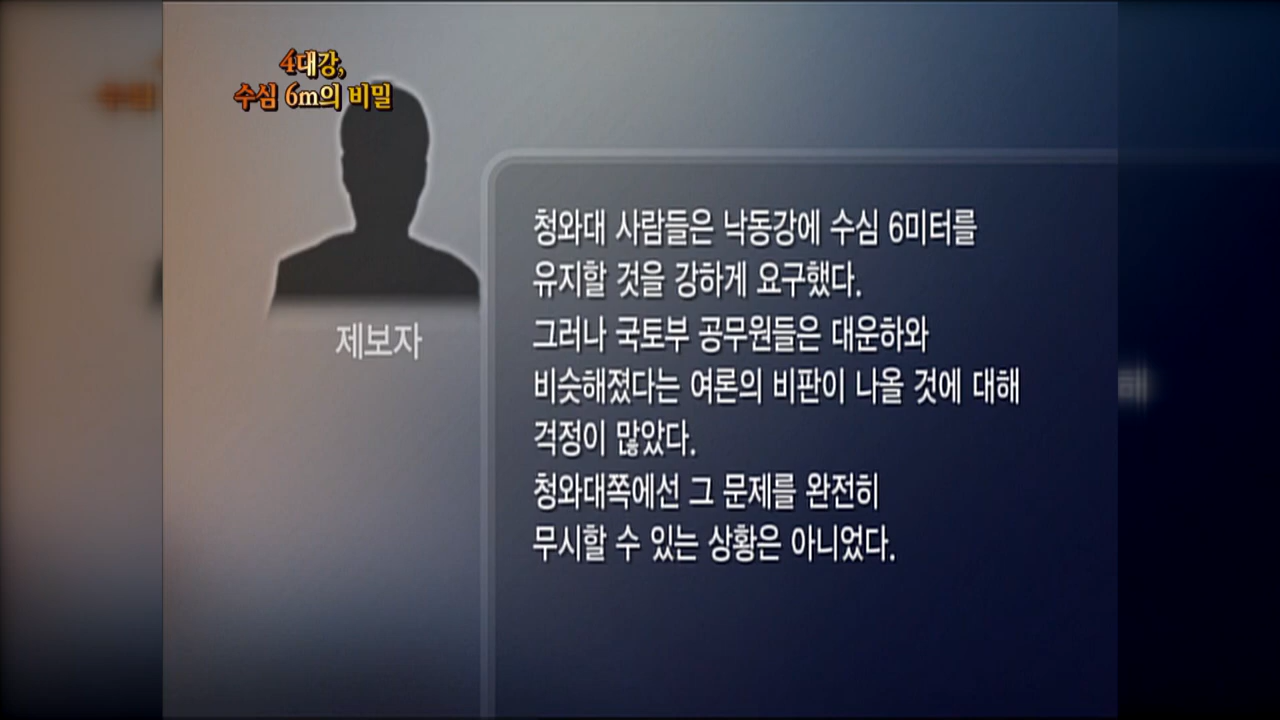 4대강,
수심 6m의 비밀
제보자
청와대 사람들은 낙동강에 수심 6미터를
유지할 것을 강하게 요구했다.
그러나 국토부 공무원들은 대운하와
비슷해졌다는 여론의 비판이 나올 것에 대해
걱정이 많았다.
청와대쪽에선 그 문제를 완전히
무시할 수 있는 상황은 아니었다.